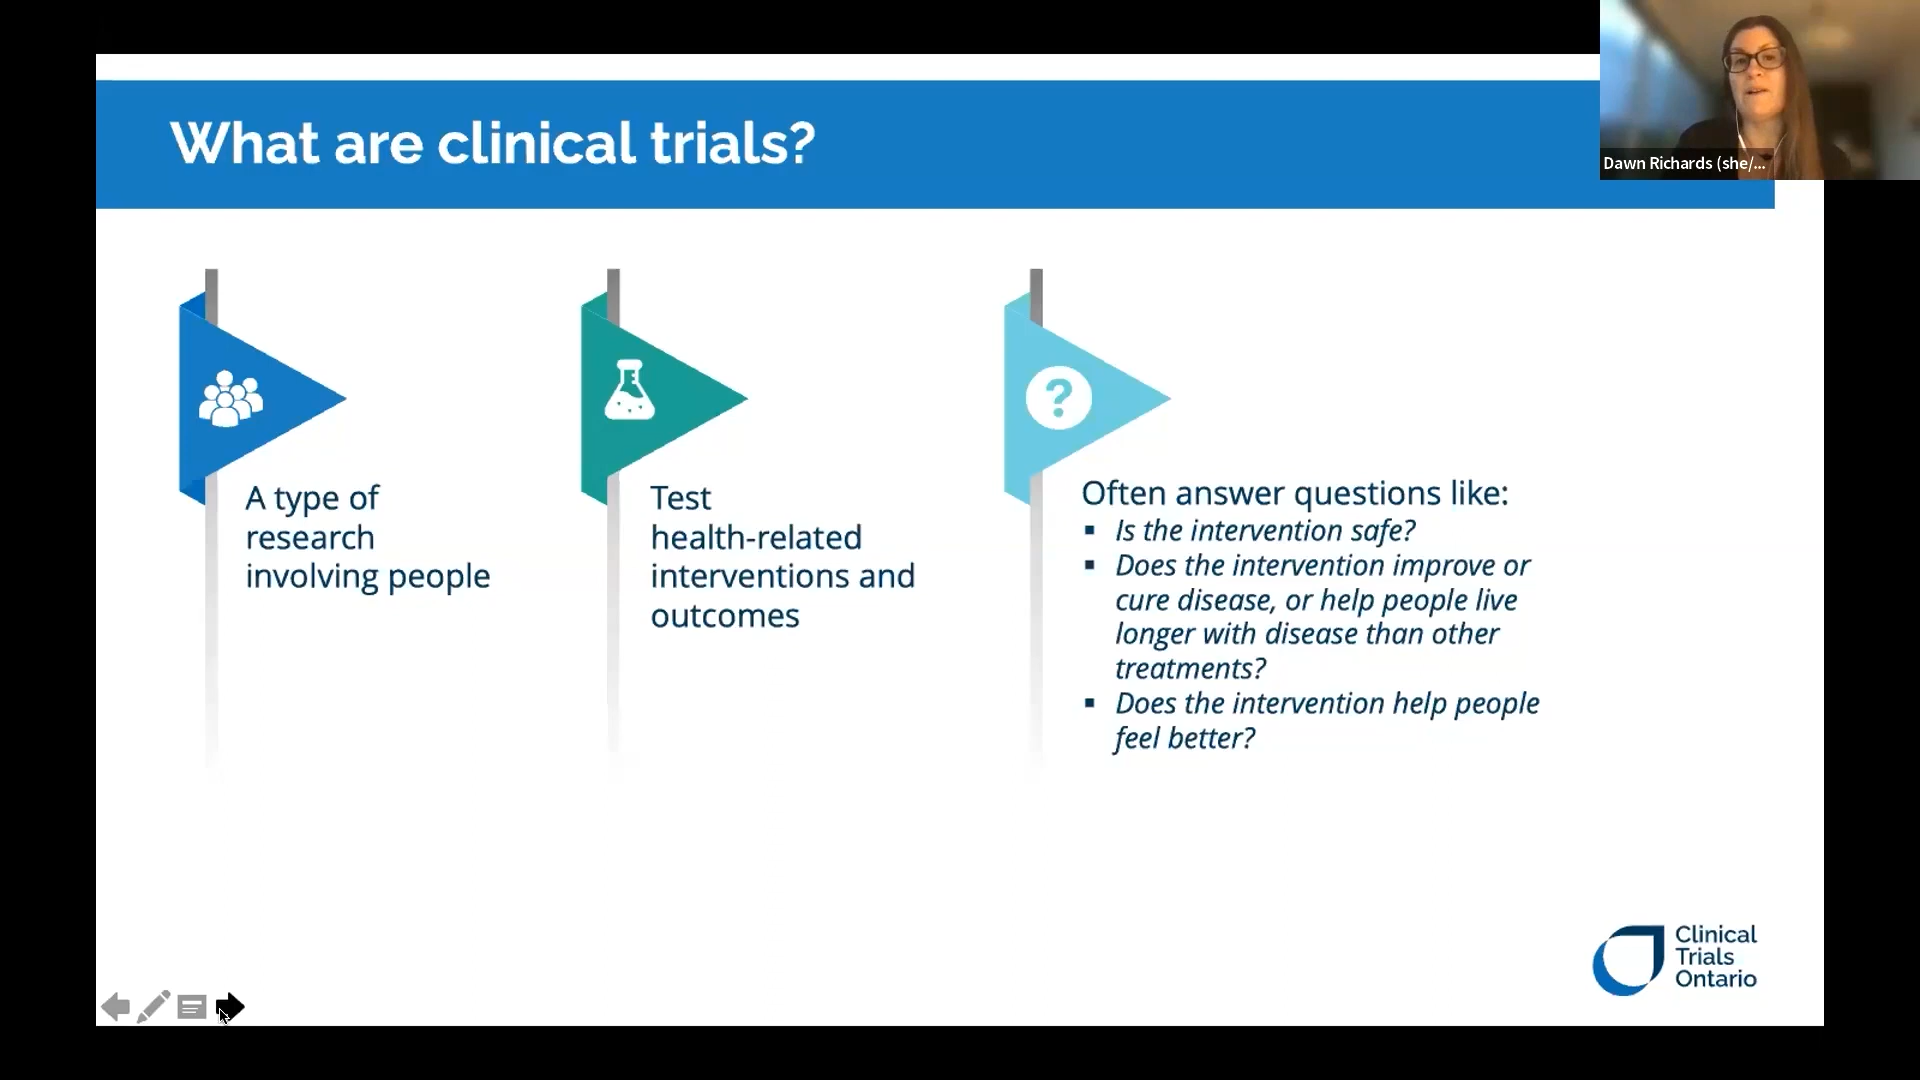 What are clinical trials?
Dawn Richards (she/...
A type of
research
involving people
Test
health-related
interventions and
outcomes
?
Often answer questions like:
▪ Is the intervention safe?
▪ Does the intervention improve or
cure disease, or help people live
longer with disease than other
treatments?
▪ Does the intervention help people
feel better?
Clinical
Trials
Ontario